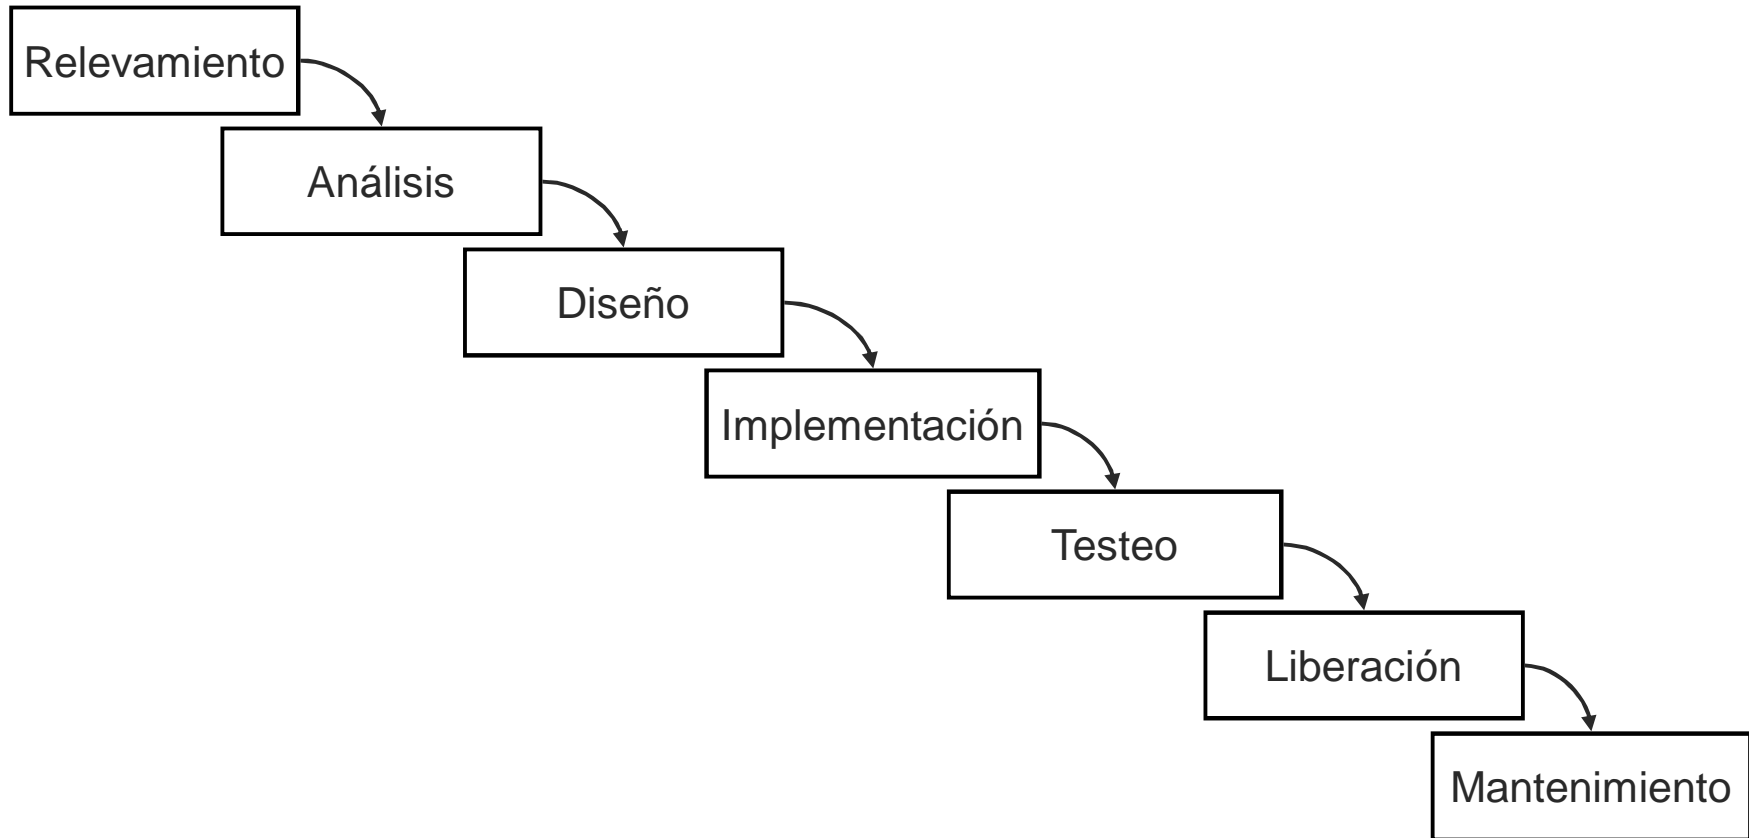 Relevamiento
Análisis
Diseño
Implementación
Testeo
Liberación
Mantenimiento